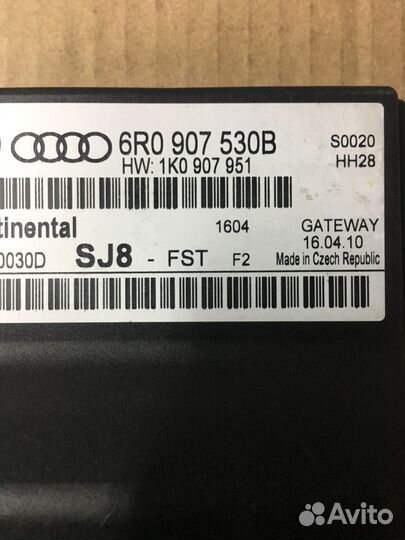 6R0 907 530B
HW: 1K0 907 951
S0020
HH28
tinental
1604
GATEWAY
16.04.10
0030D SJ8 - FST F2 Made in Czech Republic
Avito